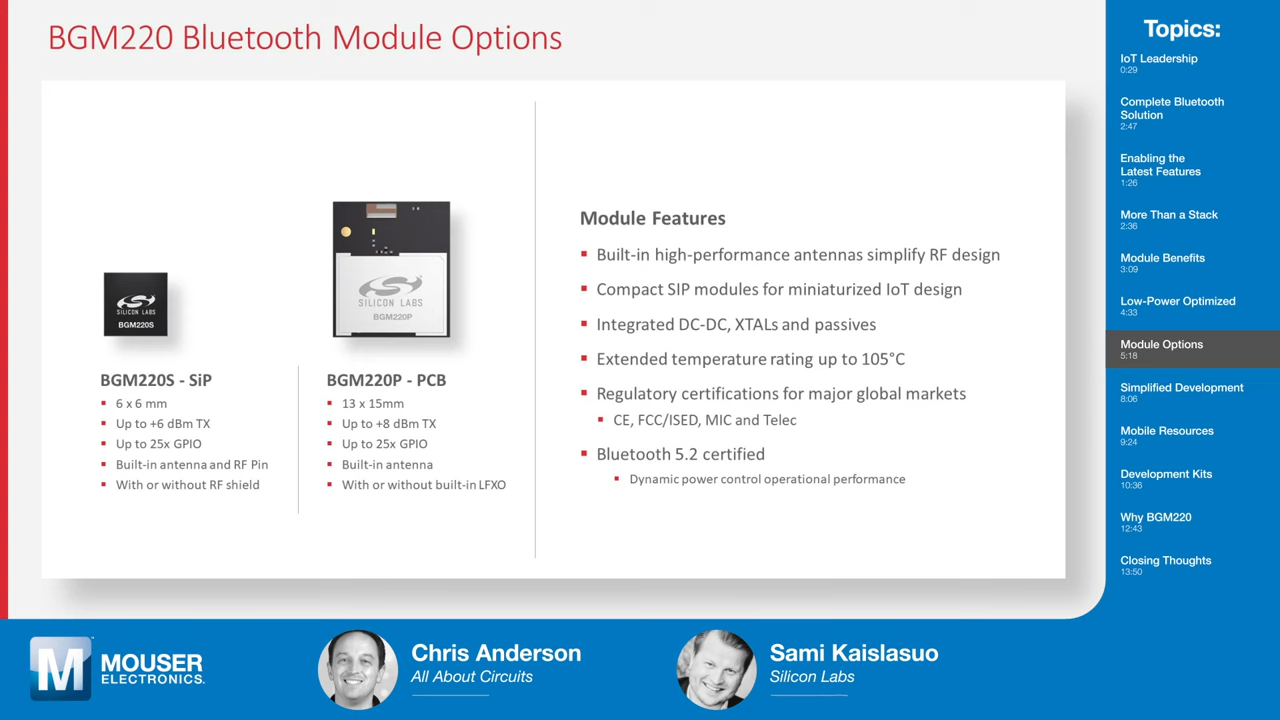 BGM220 Bluetooth Module Options
SILICON LABS
BGM220S
SILICON LABS
BGM220P
BGM220S - SiP
6 x 6 mm
Up to +6 dBm TX
Up to 25x GPIO
Built-in antenna and RF Pin
With or without RF shield
BGM220P - PCB
13 x 15mm
Up to +8 dBm TX
Up to 25x GPIO
Built-in antenna
With or without built-in LFXO
Module Features
Built-in high-performance antennas simplify RF design
Compact SIP modules for miniaturized IoT design
Integrated DC-DC, XTALs and passives
Extended temperature rating up to 105°C
Regulatory certifications for major global markets
CE, FCC/ISED, MIC and Telec
Bluetooth 5.2 certified
Dynamic power control operational performance
Topics:
IoT Leadership
0:29
Complete Bluetooth
Solution
2:47
Enabling the
Latest Features
1:26
More Than a Stack
2:36
Module Benefits
3:09
Low-Power Optimized
4:33
Module Options
5:18
Simplified Development
8:06
Mobile Resources
9:24
Development Kits
10:36
Why BGM220
12:43
Closing Thoughts
13:50
M
MOUSER
ELECTRONICS.
Chris Anderson
All About Circuits
Sami Kaislasuo
Silicon Labs